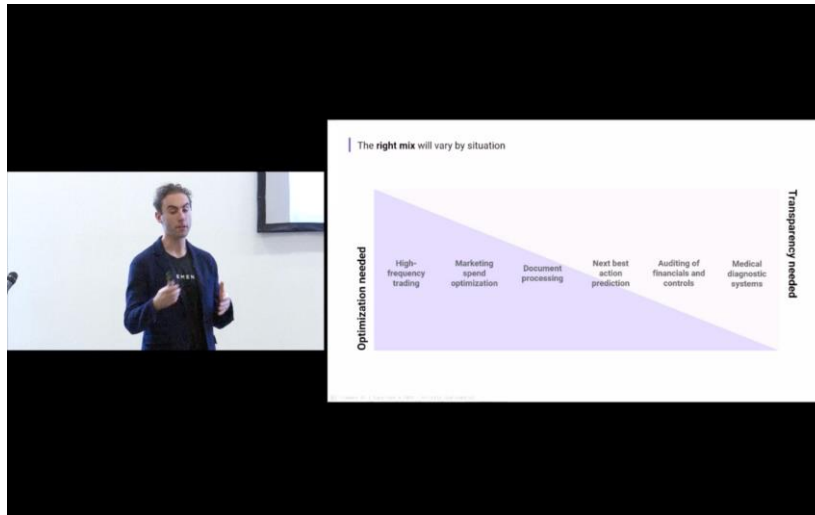 The right mix will vary by situation
Optimization needed
High-
frequency
trading
Marketing
spend
optimization
Document
processing
Next best
action
prediction
Auditing of
financials and
controls
Medical
diagnostic
systems
Transparency needed